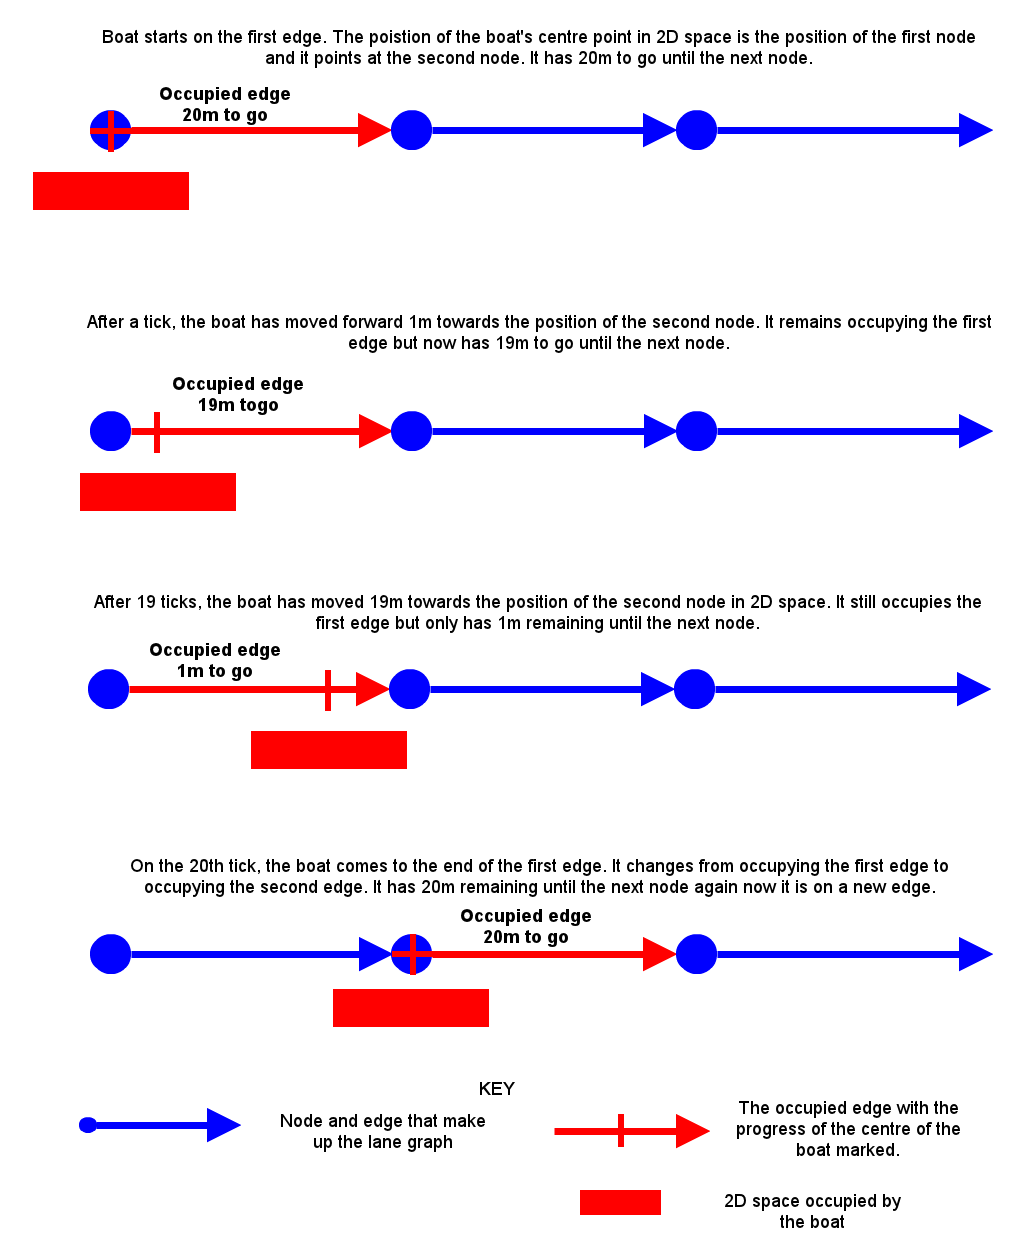 Boat starts on the first edge. The poistion of the boat's centre point in 2D space is the position of the first node
and it points at the second node. It has 20m to go until the next node.
Occupied edge
20m to go
After a tick, the boat has moved forward 1m towards the position of the second node. It remains occupying the first
edge but now has 19m to go until the next node.
Occupied edge
19m togo
After 19 ticks, the boat has moved 19m towards the position of the second node in 2D space. It still occupies the
first edge but only has 1m remaining until the next node.
Occupied edge
1m to go
On the 20th tick, the boat comes to the end of the first edge. It changes from occupying the first edge to
occupying the second edge. It has 20m remaining until the next node again now it is on a new edge.
Occupied edge
20m to go
KEY
Node and edge that make
up the lane graph
The occupied edge with the
progress of the centre of the
boat marked.
2D space occupied by
the boat